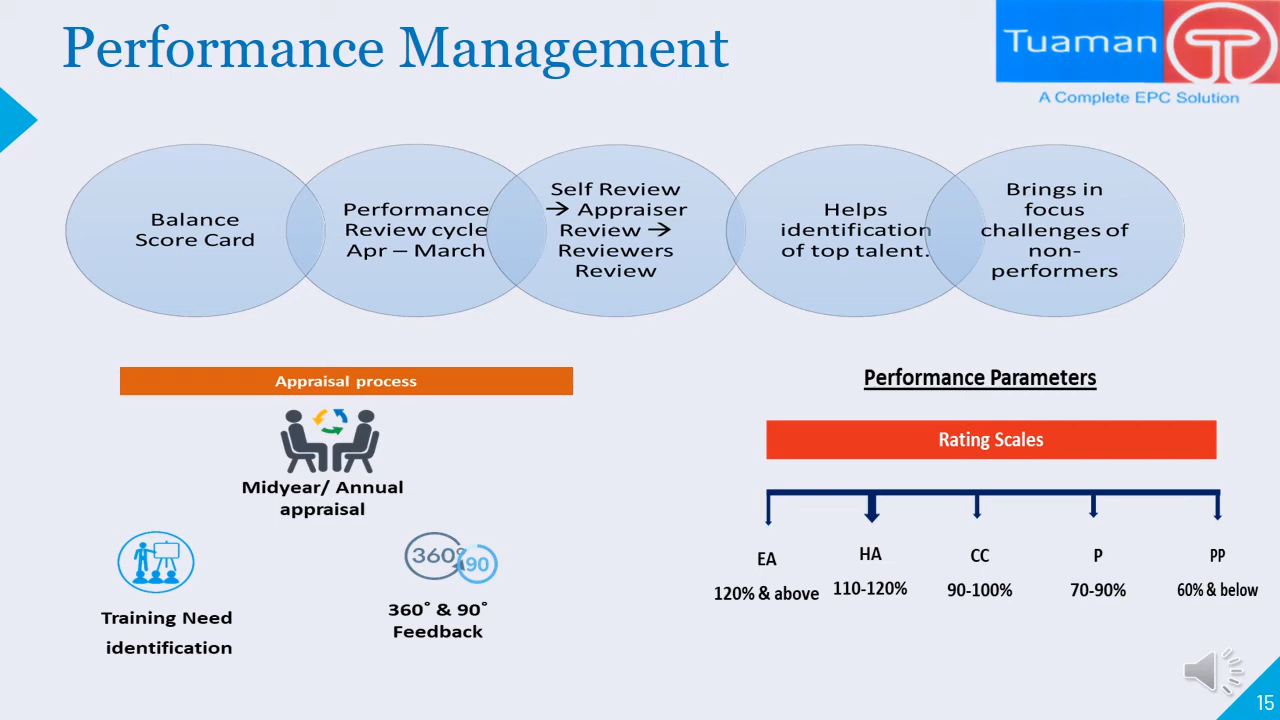 Performance Management
Tuaman
A Complete EPC Solution
Balance
Score Card
Performance
Review cycle
Apr – March
Self Review
→ Appraiser
Review →
Reviewers
Review
Helps
identification
of top talent.
Brings in
focus
challenges of
non-
performers
Appraisal process
Midyear/ Annual
appraisal
360°
90
Training Need
identification
360˚ & 90˚
Feedback
Performance Parameters
Rating Scales
EA
120% & above
HA
110-120%
CC
90-100%
P
70-90%
PP
60% & below
15